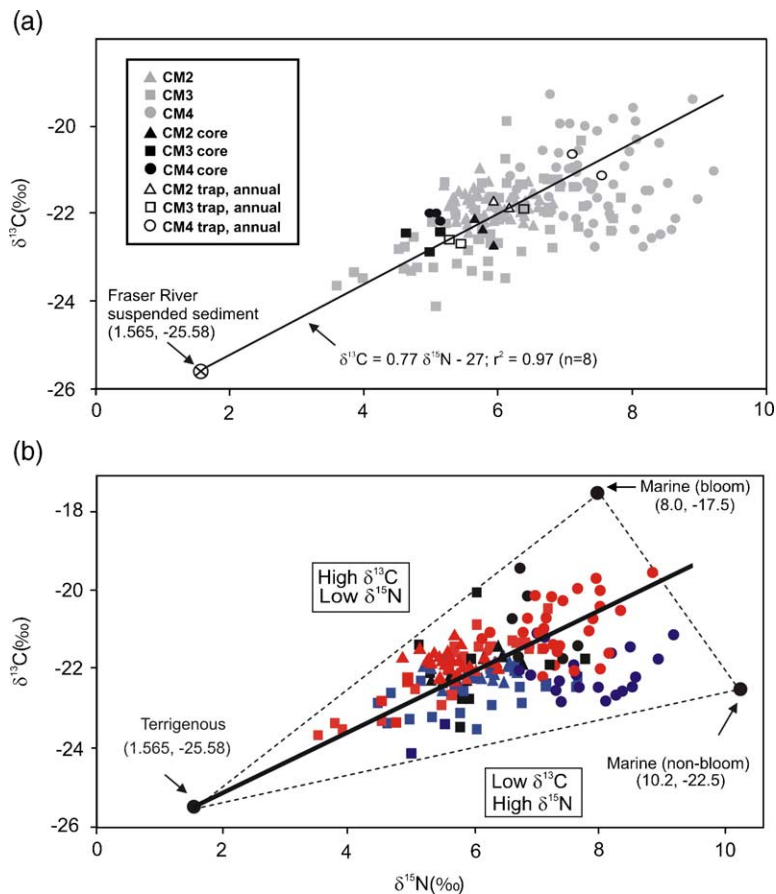 (a)
δ¹³C(‰)
-20
-22
-24
-26
CM2
CM3
CM4
CM2 core
CM3 core
CM4 core
CM2 trap, annual
CM3 trap, annual
CM4 trap, annual
Fraser River
suspended sediment
(1.565, -25.58)
δ¹³C = 0.77 δ¹⁵N - 27; r² = 0.97 (n=8)
0 2 4 6 8 10
(b)
δ¹³C(‰)
-18
-20
-22
-24
-26
Marine (bloom)
(8.0, -17.5)
High δ¹³C
Low δ¹⁵N
Terrigenous
(1.565, -25.58)
Marine (non-bloom)
(10.2, -22.5)
Low δ¹³C
High δ¹⁵N
0 2 4 6 8 10
δ¹⁵N(‰)